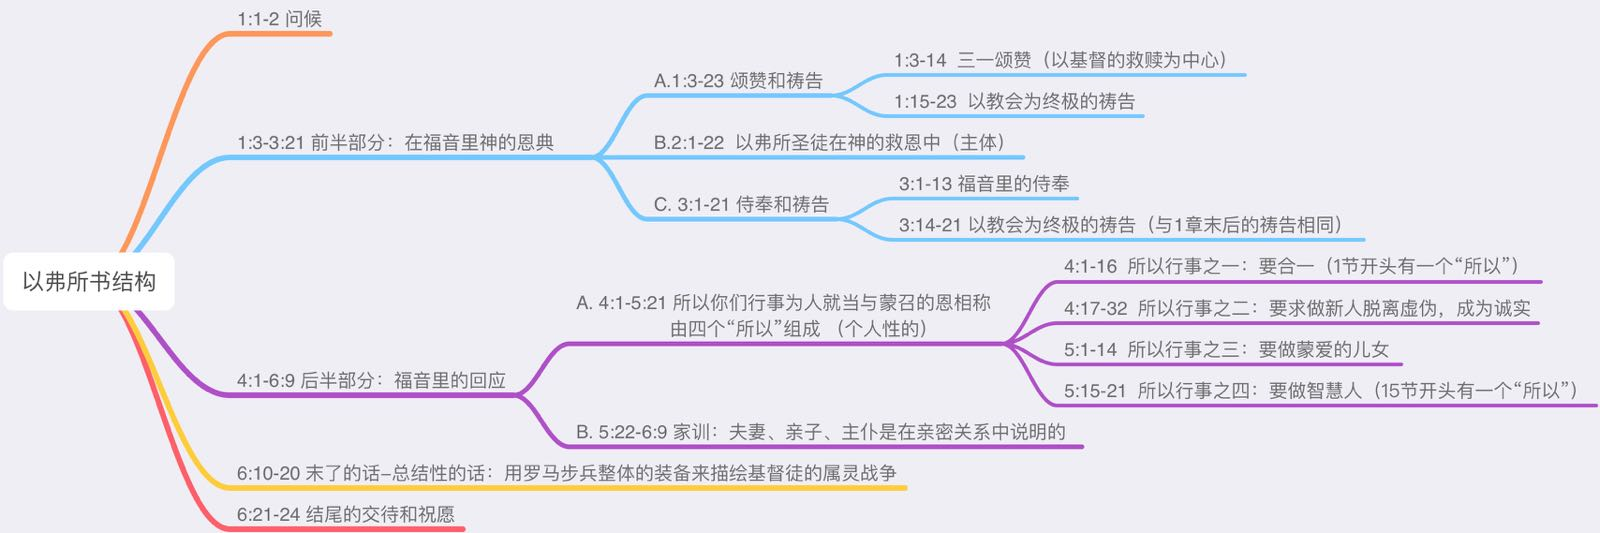 以弗所书结构
1:1-2 问候
1:3-3:21 前半部分：在福音里神的恩典
A.1:3-23 颂赞和祷告
1:3-14  三一颂赞（以基督的救赎为中心）
1:15-23  以教会为终极的祷告
B.2:1-22  以弗所圣徒在神的救恩中（主体）
C. 3:1-21 侍奉和祷告
3:1-13 福音里的侍奉
3:14-21 以教会为终极的祷告（与1章末后的祷告相同）
4:1-6:9 后半部分：福音里的回应
A. 4:1-5:21 所以你们行事为人就当与蒙召的恩相称
由四个“所以”组成 （个人性的）
4:1-16  所以行事之一：要合一（1节开头有一个“所以”）
4:17-32  所以行事之二：要求做新人脱离虚伪，成为诚实
5:1-14  所以行事之三：要做蒙爱的儿女
5:15-21  所以行事之四：要做智慧人（15节开头有一个“所以”）
B. 5:22-6:9 家训：夫妻、亲子、主仆是在亲密关系中说明的
6:10-20 末了的话–总结性的话：用罗马步兵整体的装备来描绘基督徒的属灵战争
6:21-24 结尾的交待和祝愿